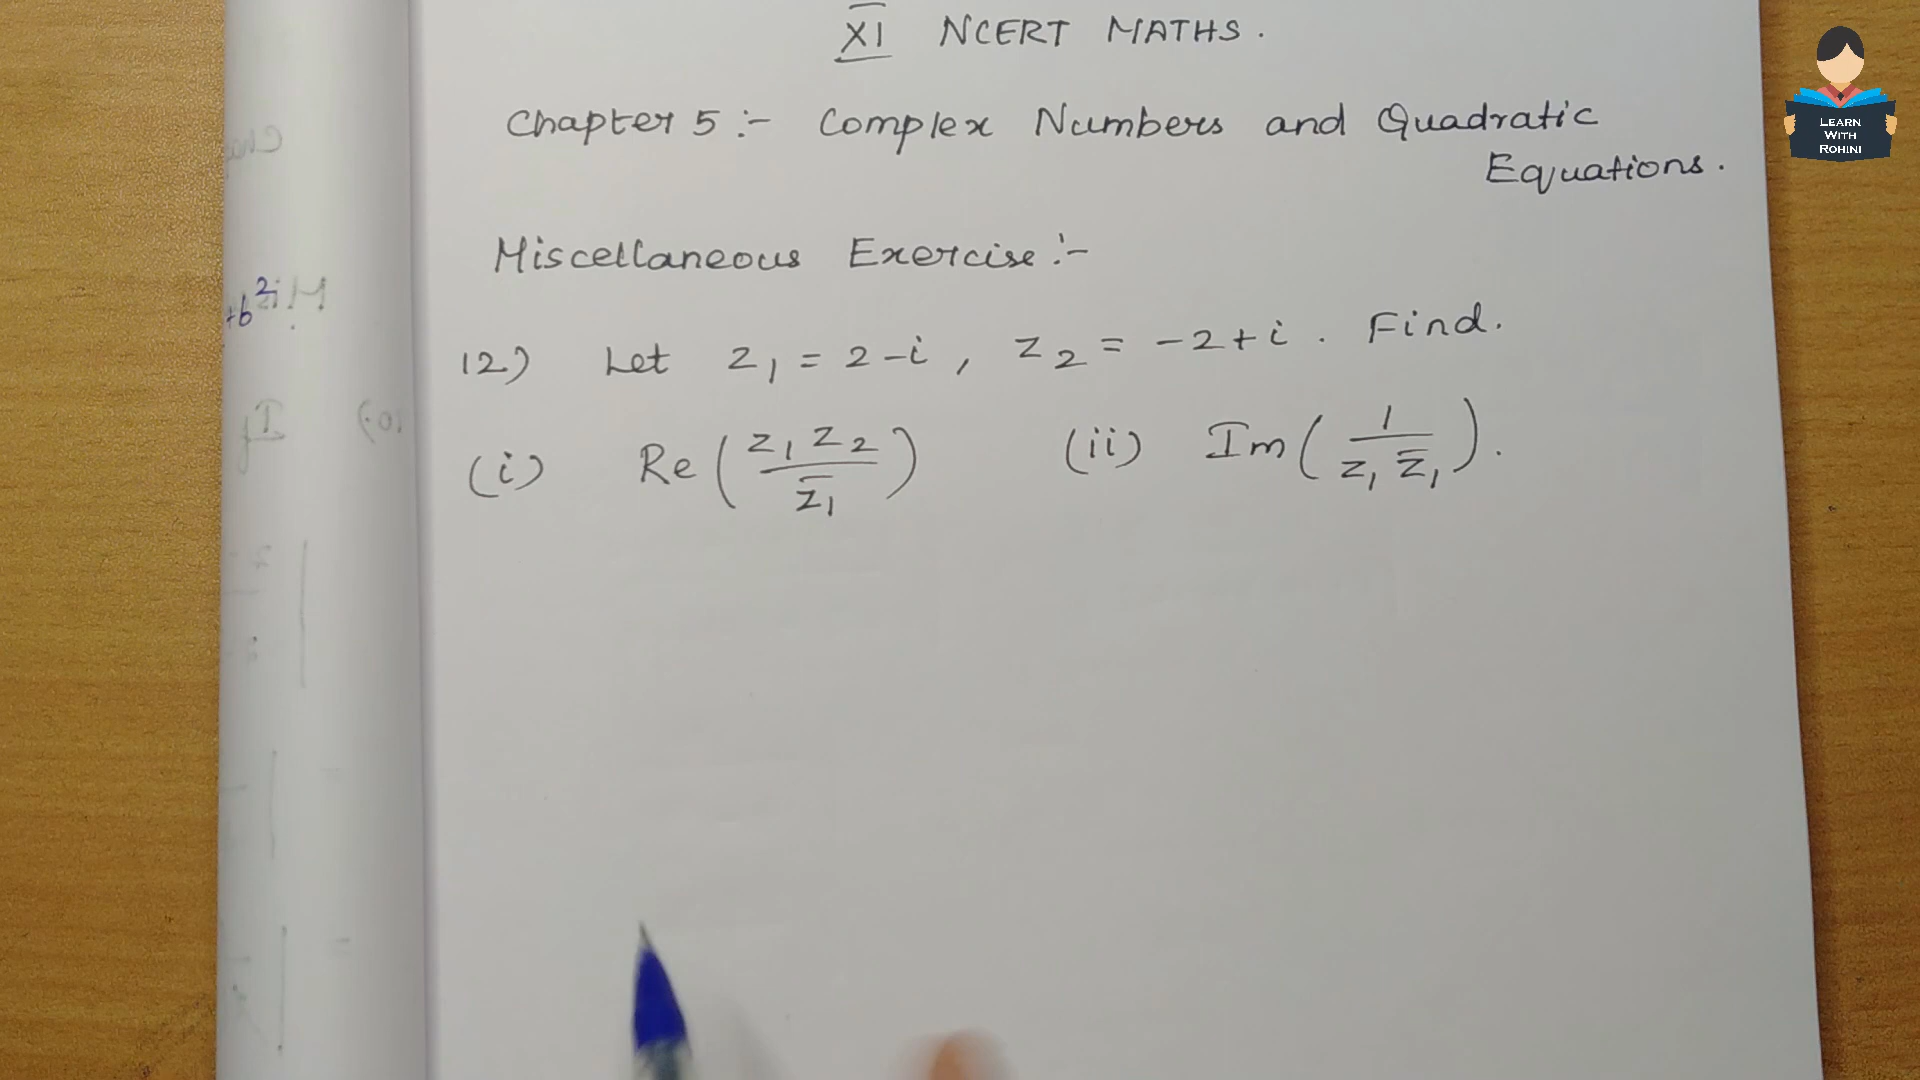 XI NCERT MATHS.
Chapter 5:- Complex Numbers and Quadratic
Equations.
Miscellaneous Exercise:-
12) Let z₁ = 2-i, z₂ = -2+i. Find.
(i) Re(z₁z₂/z̄₁) (ii) Im(1/z₁z̄₁).
+b²i
LEARN
WITH
ROHINI